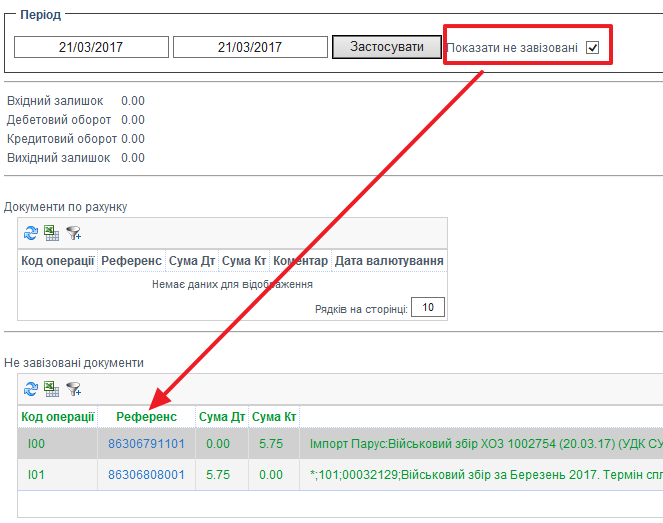 Період
21/03/2017 21/03/2017 Застосувати Показати не завізовані
Вхідний залишок 0.00
Дебетовий оборот 0.00
Кредитовий оборот 0.00
Вихідний залишок 0.00
Документи по рахунку
Код операції Референс Сума Дт Сума Кт Коментар Дата валютування
Немає даних для відображення
Рядків на сторінці: 10
Не завізовані документи
Код операції Референс Сума Дт Сума Кт
I00 86306791101 0.00 5.75 Імпорт Парус:Військовий збір ХОЗ 1002754 (20.03.17) (УДК СУ
I01 86306808001 5.75 0.00 *;101;00032129;Військовий збір за Березень 2017. Термін спл